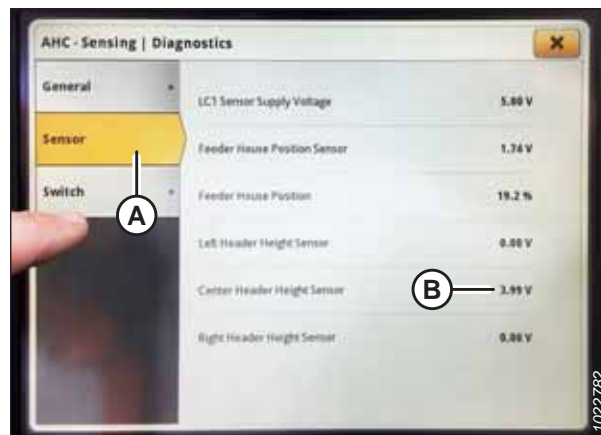 AHC - Sensing | Diagnostics
General
LC1 Sensor Supply Voltage 5.00 V
Sensor
Feeder House Position Sensor 1.74 V
Switch
Feeder House Position 19.2 %
A
Left Header Height Sensor 0.00 V
Center Header Height Sensor B 3.99 V
Right Header Height Sensor 0.00 V
1022782